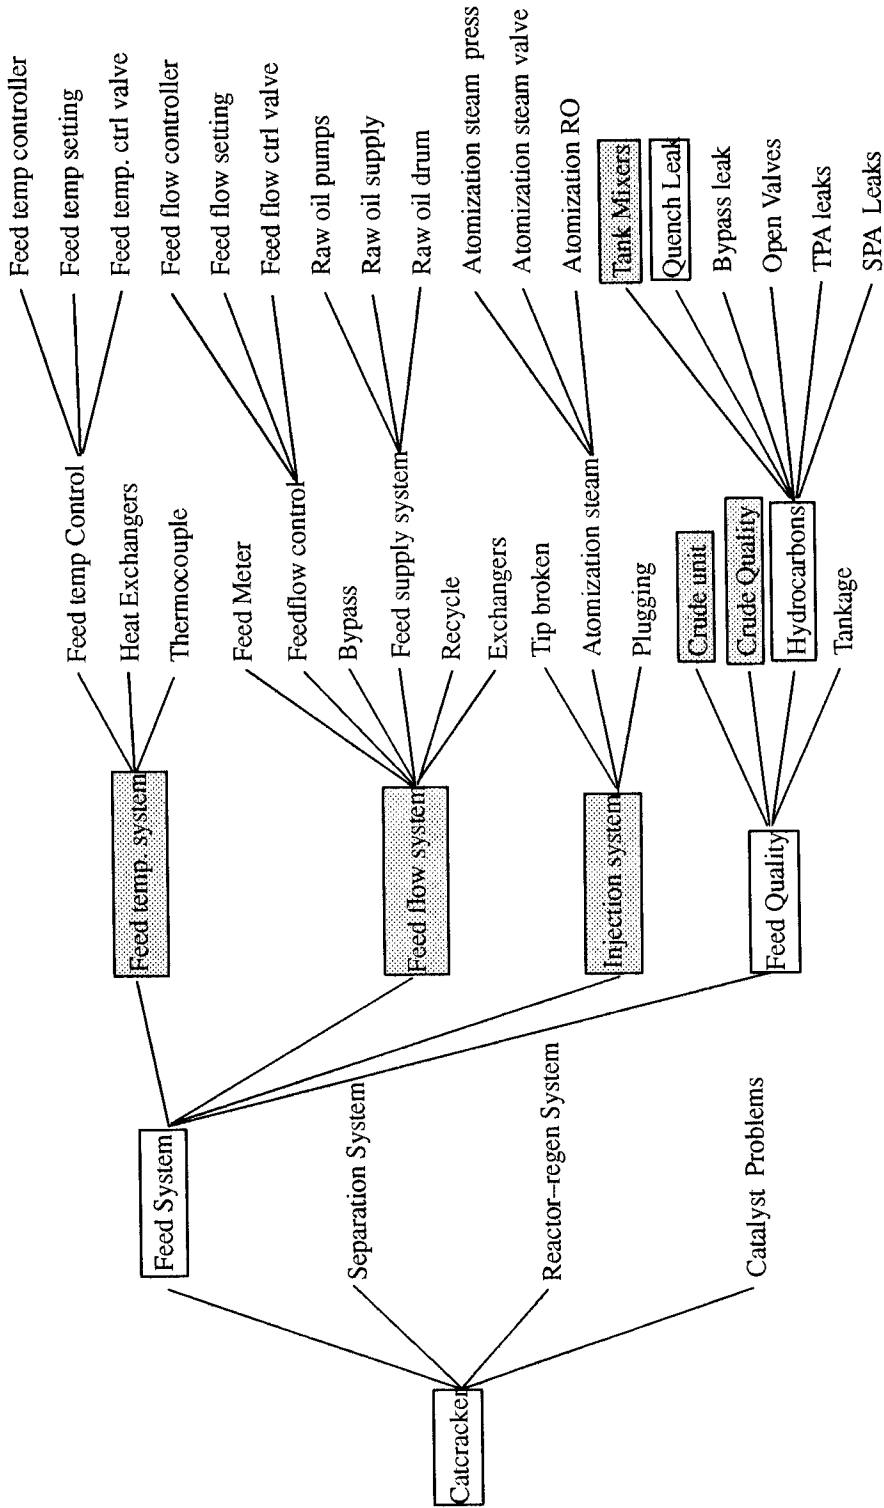 Catcracker
Feed System
Separation System
Reactor–regen System
Catalyst Problems
Feed temp. system
Feed flow system
Injection system
Feed Quality
Feed temp Control
Heat Exchangers
Thermocouple
Feed Meter
Feedflow control
Bypass
Feed supply system
Recycle
Exchangers
Tip broken
Atomization steam
Plugging
Crude unit
Crude Quality
Hydrocarbons
Tankage
Feed temp controller
Feed temp setting
Feed temp. ctrl valve
Feed flow controller
Feed flow setting
Feed flow ctrl valve
Raw oil pumps
Raw oil supply
Raw oil drum
Atomization steam press
Atomization steam valve
Atomization RO
Tank Mixers
Quench Leak
Bypass leak
Open Valves
TPA leaks
SPA Leaks